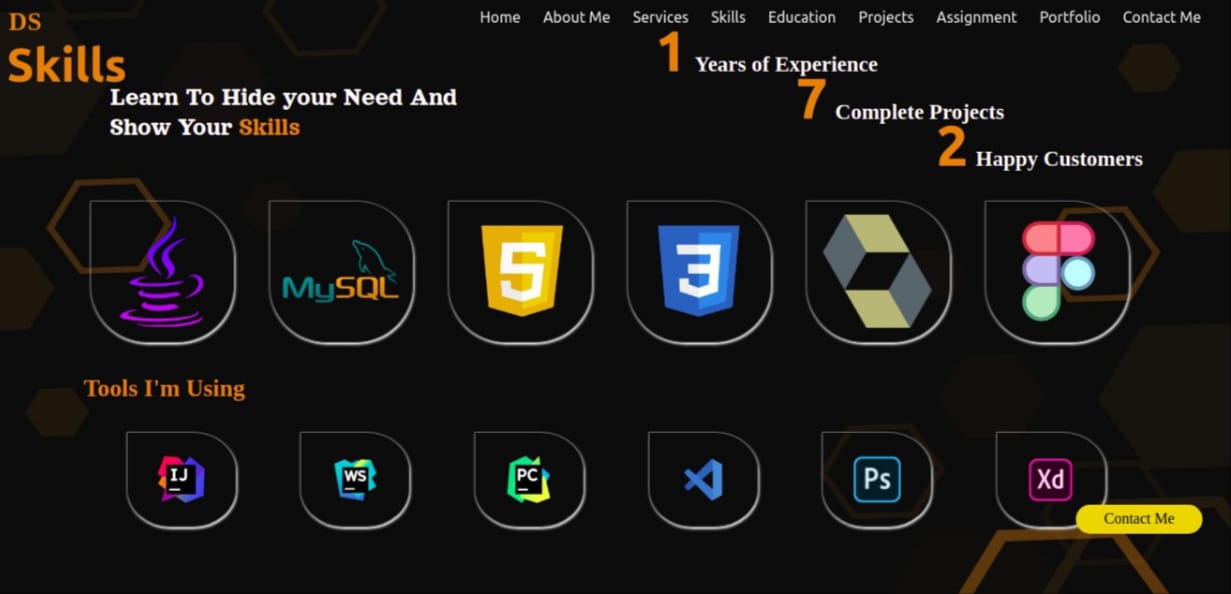 DS
Home About Me Services Skills Education Projects Assignment Portfolio Contact Me
Skills
Learn To Hide your Need And
Show Your Skills
1 Years of Experience
7 Complete Projects
2 Happy Customers
MySQL
5
3
Tools I'm Using
IJ
WS
PC
Ps
Xd
Contact Me